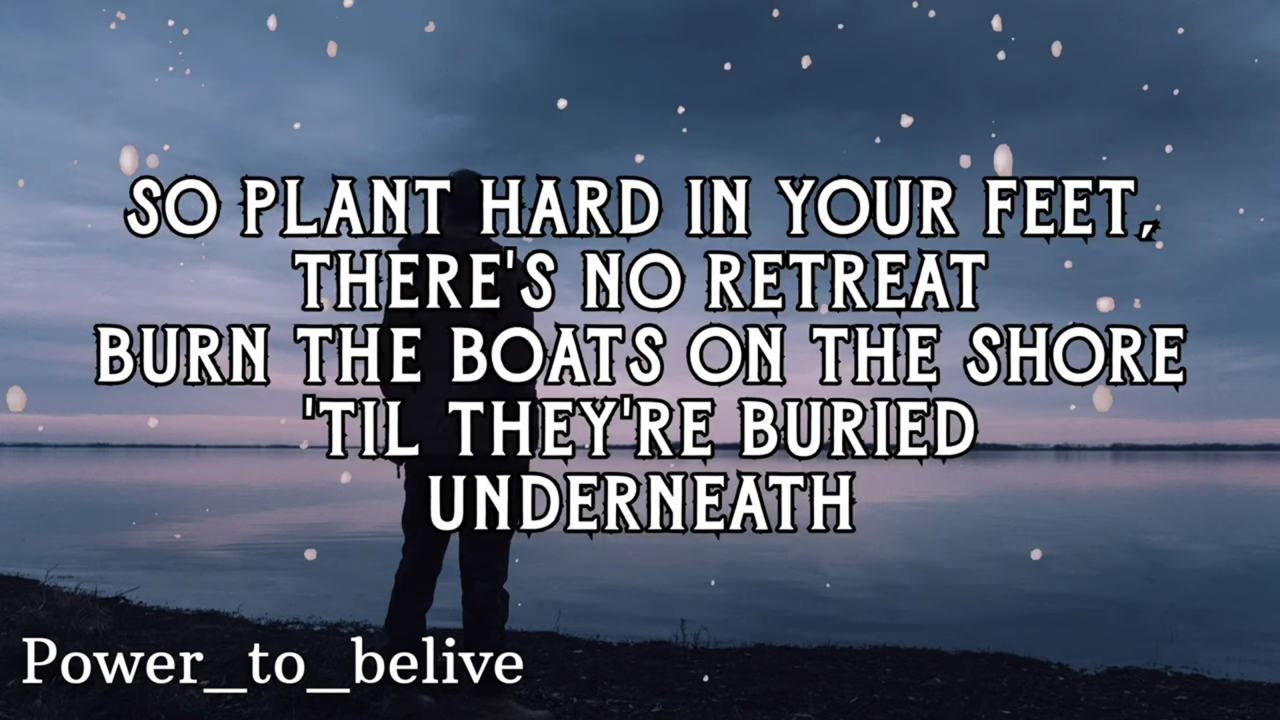 SO PLANT HARD IN YOUR FEET,
THERE'S NO RETREAT
BURN THE BOATS ON THE SHORE
'TIL THEY'RE BURIED
UNDERNEATH
Power_to_belive